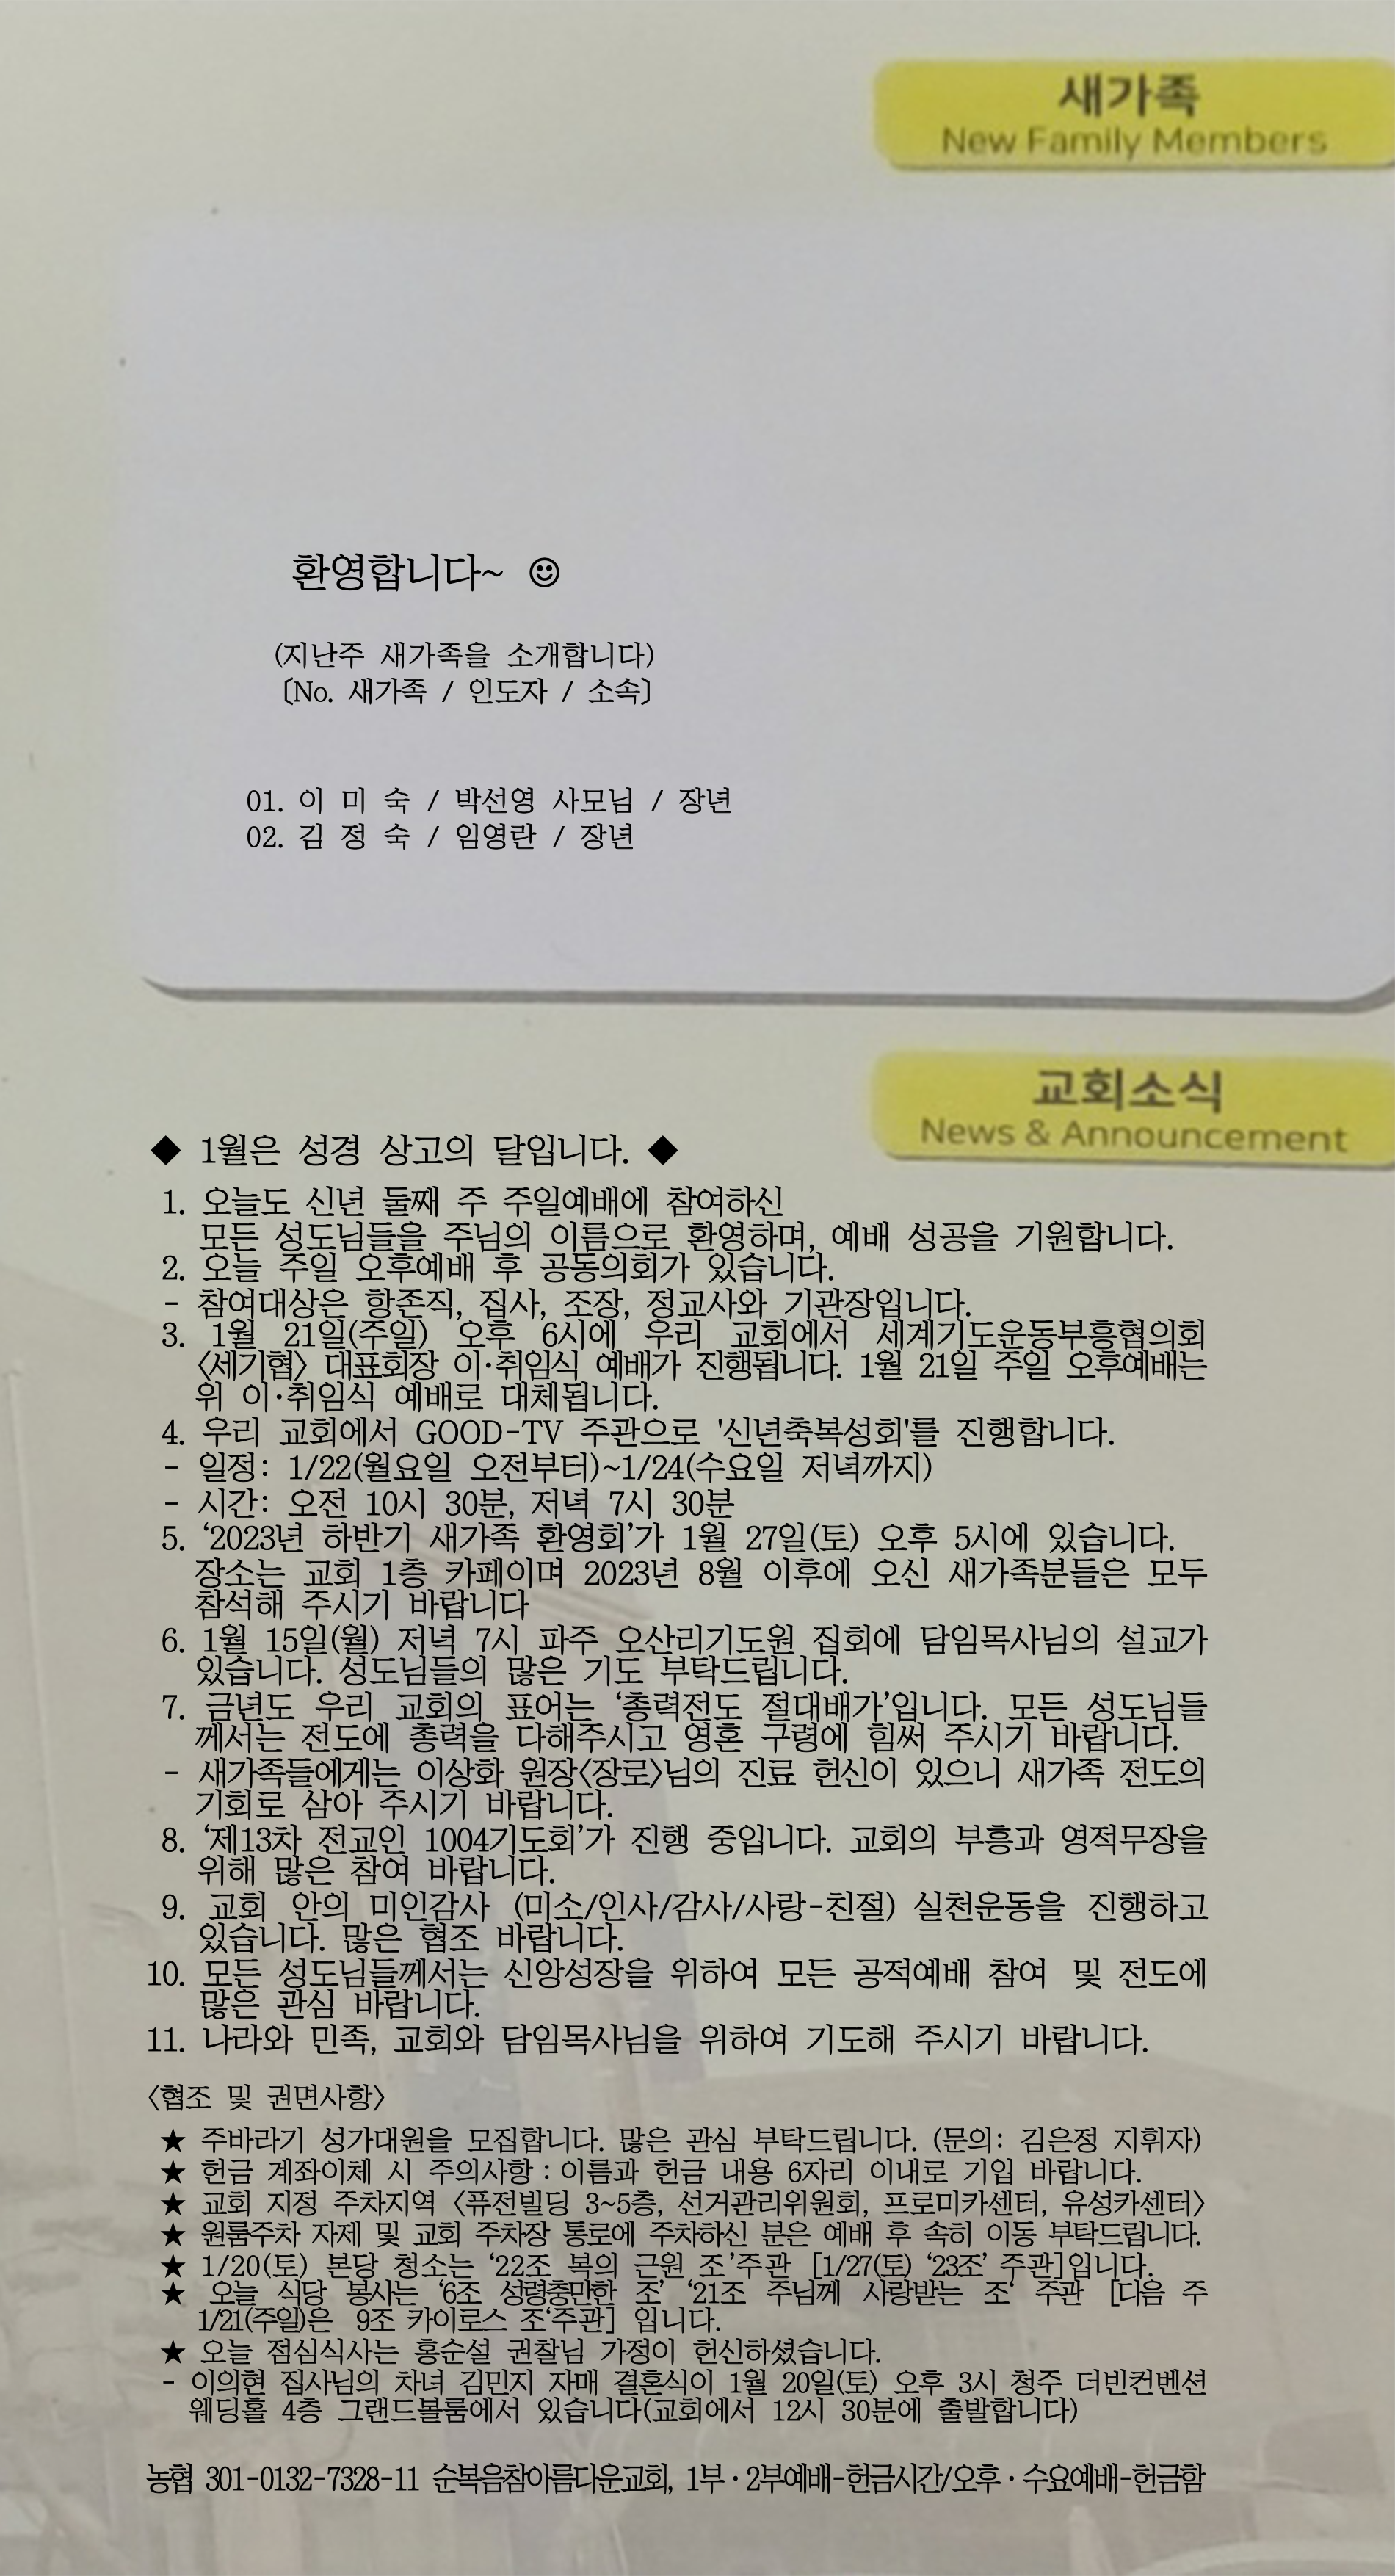 새가족
New Family Members
환영합니다~ ☺
(지난주 새가족을 소개합니다)
〔No. 새가족 / 인도자 / 소속〕
01. 이 미 숙 / 박선영 사모님 / 장년
02. 김 정 숙 / 임영란 / 장년
교회소식
News & Announcement
◆ 1월은 성경 상고의 달입니다. ◆
1. 오늘도 신년 둘째 주 주일예배에 참여하신
모든 성도님들을 주님의 이름으로 환영하며, 예배 성공을 기원합니다.
2. 오늘 주일 오후예배 후 공동의회가 있습니다.
- 참여대상은 항존직, 집사, 조장, 정교사와 기관장입니다.
3. 1월 21일(주일) 오후 6시에 우리 교회에서 세계기도운동부흥협의회
〈세기협〉 대표회장 이·취임식 예배가 진행됩니다. 1월 21일 주일 오후예배는
위 이·취임식 예배로 대체됩니다.
4. 우리 교회에서 GOOD-TV 주관으로 '신년축복성회'를 진행합니다.
- 일정: 1/22(월요일 오전부터)~1/24(수요일 저녁까지)
- 시간: 오전 10시 30분, 저녁 7시 30분
5. ‘2023년 하반기 새가족 환영회’가 1월 27일(토) 오후 5시에 있습니다.
장소는 교회 1층 카페이며 2023년 8월 이후에 오신 새가족분들은 모두
참석해 주시기 바랍니다
6. 1월 15일(월) 저녁 7시 파주 오산리기도원 집회에 담임목사님의 설교가
있습니다. 성도님들의 많은 기도 부탁드립니다.
7. 금년도 우리 교회의 표어는 ‘총력전도 절대배가’입니다. 모든 성도님들
께서는 전도에 총력을 다해주시고 영혼 구령에 힘써 주시기 바랍니다.
- 새가족들에게는 이상화 원장〈장로〉님의 진료 헌신이 있으니 새가족 전도의
기회로 삼아 주시기 바랍니다.
8. ‘제13차 전교인 1004기도회’가 진행 중입니다. 교회의 부흥과 영적무장을
위해 많은 참여 바랍니다.
9. 교회 안의 미인감사 (미소/인사/감사/사랑-친절) 실천운동을 진행하고
있습니다. 많은 협조 바랍니다.
10. 모든 성도님들께서는 신앙성장을 위하여 모든 공적예배 참여 및 전도에
많은 관심 바랍니다.
11. 나라와 민족, 교회와 담임목사님을 위하여 기도해 주시기 바랍니다.
〈협조 및 권면사항〉
★ 주바라기 성가대원을 모집합니다. 많은 관심 부탁드립니다. (문의: 김은정 지휘자)
★ 헌금 계좌이체 시 주의사항 : 이름과 헌금 내용 6자리 이내로 기입 바랍니다.
★ 교회 지정 주차지역 〈퓨전빌딩 3~5층, 선거관리위원회, 프로미카센터, 유성카센터〉
★ 원룸주차 자제 및 교회 주차장 통로에 주차하신 분은 예배 후 속히 이동 부탁드립니다.
★ 1/20(토) 본당 청소는 ‘22조 복의 근원 조’주관 [1/27(토) ‘23조’ 주관]입니다.
★ 오늘 식당 봉사는 ‘6조 성령충만한 조’ ‘21조 주님께 사랑받는 조‘ 주관 [다음 주
1/21(주일)은 9조 카이로스 조‘주관] 입니다.
★ 오늘 점심식사는 홍순설 권찰님 가정이 헌신하셨습니다.
- 이의현 집사님의 차녀 김민지 자매 결혼식이 1월 20일(토) 오후 3시 청주 더빈컨벤션
웨딩홀 4층 그랜드볼룸에서 있습니다(교회에서 12시 30분에 출발합니다)
농협 301-0132-7328-11 순복음참아름다운교회, 1부·2부예배-헌금시간/오후·수요예배-헌금함